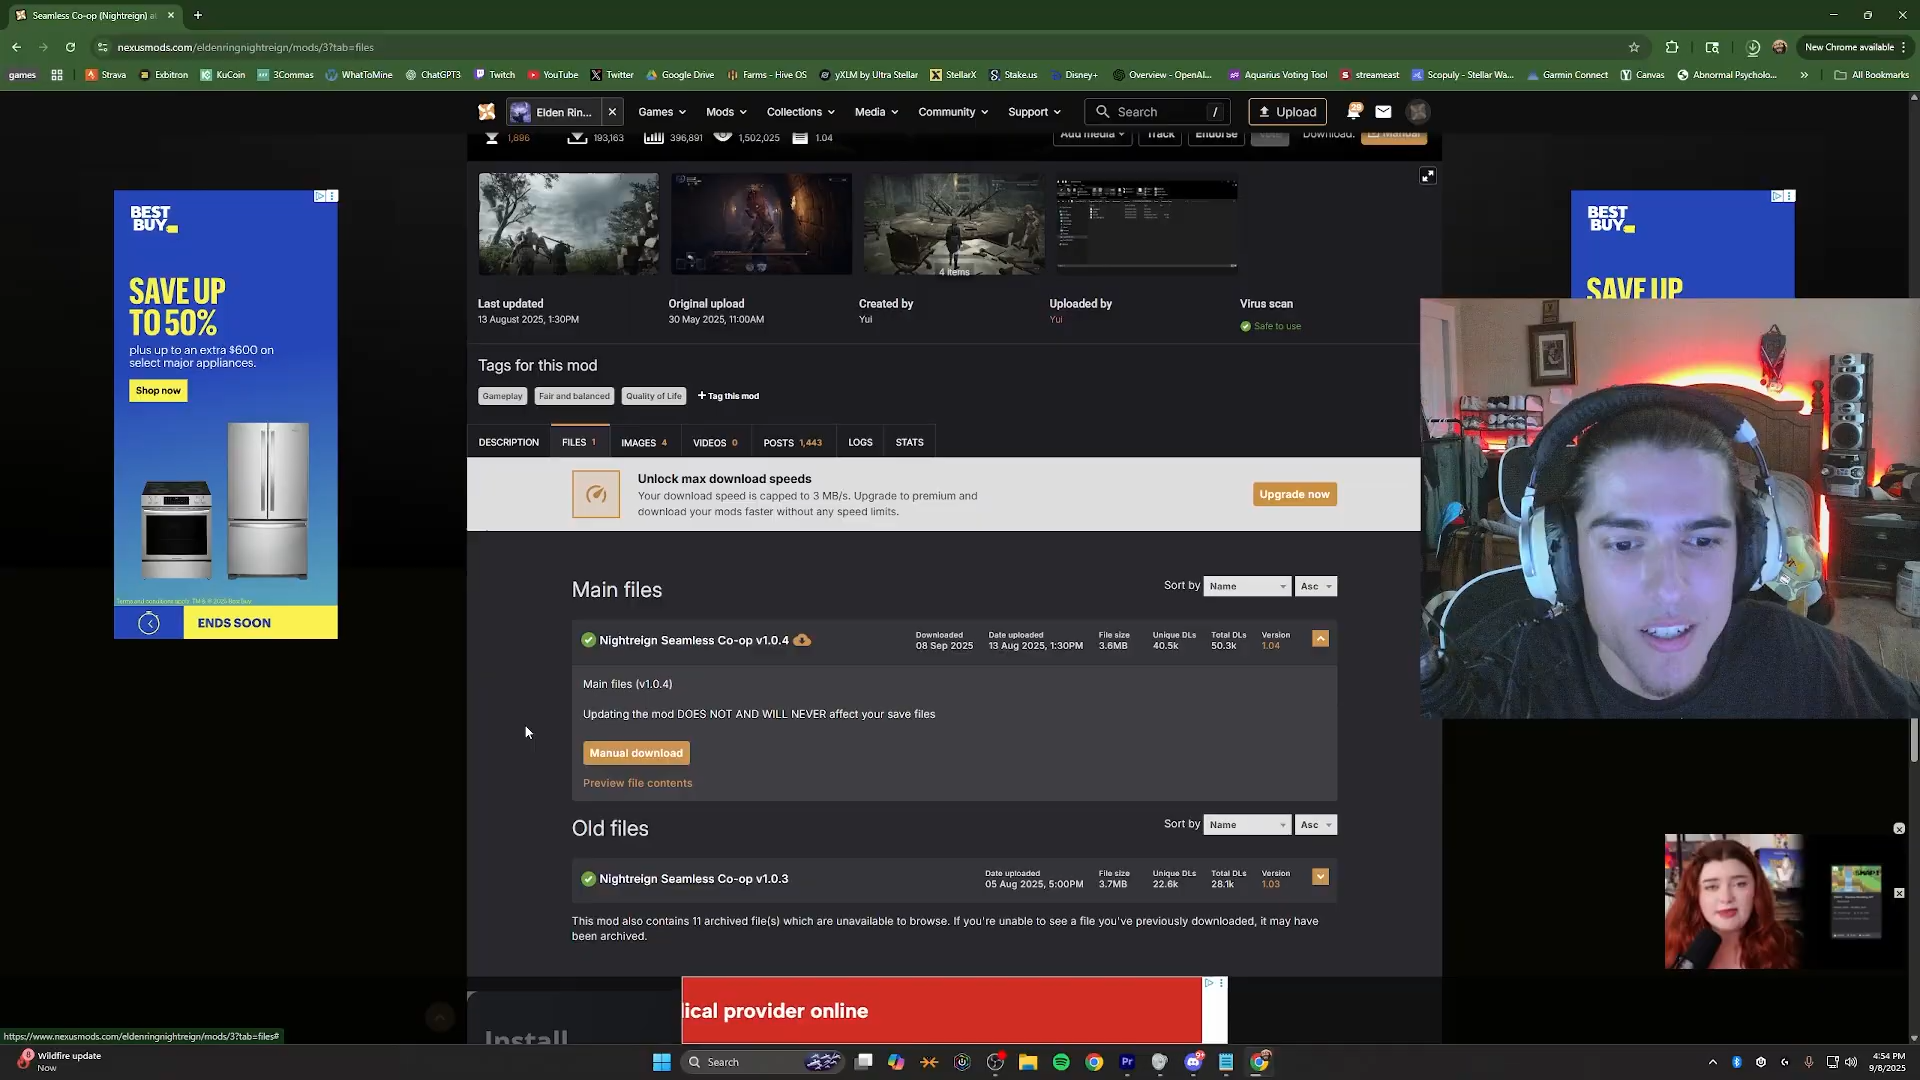 Seamless Co-op (Nightreign) at
nexusmods.com/eldenringnightreign/mods/3?tab=files
New Chrome available
games
Strava
Exbitron
KuCoin
3Commas
WhatToMine
ChatGPT3
Twitch
YouTube
Twitter
Google Drive
Farms - Hive OS
yXLM by Ultra Stellar
StellarX
Stake.us
Disney+
Overview - OpenAI...
Aquarius Voting Tool
streameast
Scopuly - Stellar Wa...
Garmin Connect
Canvas
Abnormal Psycholo...
All Bookmarks
Elden Rin...
Games
Mods
Collections
Media
Community
Support
Search
/
Upload
29
1,896
193,163
396,891
1,502,025
1.04
Add media
Track
Endorse
Vote
Download:
Manual
4 items
Last updated
13 August 2025, 1:30PM
Original upload
30 May 2025, 11:00AM
Created by
Yui
Uploaded by
Yui
Virus scan
Safe to use
Tags for this mod
Gameplay
Fair and balanced
Quality of Life
+ Tag this mod
DESCRIPTION
FILES 1
IMAGES 4
VIDEOS 0
POSTS 1,443
LOGS
STATS
Unlock max download speeds
Your download speed is capped to 3 MB/s. Upgrade to premium and
download your mods faster without any speed limits.
Upgrade now
Main files
Sort by
Name
Asc
Nightreign Seamless Co-op v1.0.4
Downloaded
08 Sep 2025
Date uploaded
13 Aug 2025, 1:30PM
File size
3.6MB
Unique DLs
40.5k
Total DLs
50.3k
Version
1.04
Main files (v1.0.4)
Updating the mod DOES NOT AND WILL NEVER affect your save files
Manual download
Preview file contents
Old files
Sort by
Name
Asc
Nightreign Seamless Co-op v1.0.3
Date uploaded
05 Aug 2025, 5:00PM
File size
3.7MB
Unique DLs
22.6k
Total DLs
28.1k
Version
1.03
This mod also contains 11 archived file(s) which are unavailable to browse. If you're unable to see a file you've previously downloaded, it may have
been archived.
Install
lical provider online
BEST
BUY
SAVE UP
TO 50%
plus up to an extra $600 on
select major appliances.
Shop now
Terms and conditions apply. TM & © 2025 Best Buy
ENDS SOON
BEST
BUY
SAVE UP
https://www.nexusmods.com/eldenringnightreign/mods/3?tab=files#
Wildfire update
Now
Search
4:54 PM
9/8/2025